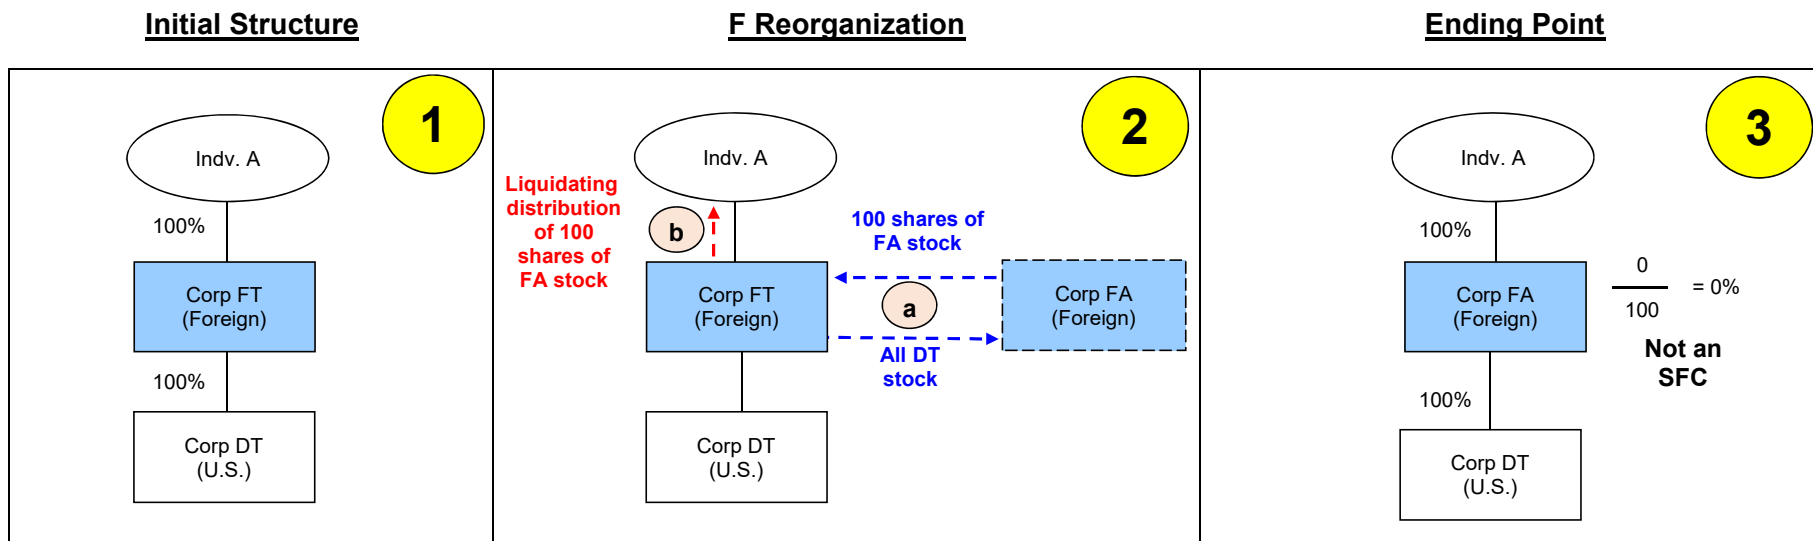 Initial Structure
F Reorganization
Ending Point
1
Indv. A
100%
Corp FT
(Foreign)
100%
Corp DT
(U.S.)
2
Indv. A
Liquidating
distribution
of 100
shares of
FA stock
b
100 shares of
FA stock
Corp FT
(Foreign)
a
Corp FA
(Foreign)
All DT
stock
Corp DT
(U.S.)
3
Indv. A
100%
Corp FA
(Foreign)
0
100
= 0%
Not an
SFC
100%
Corp DT
(U.S.)